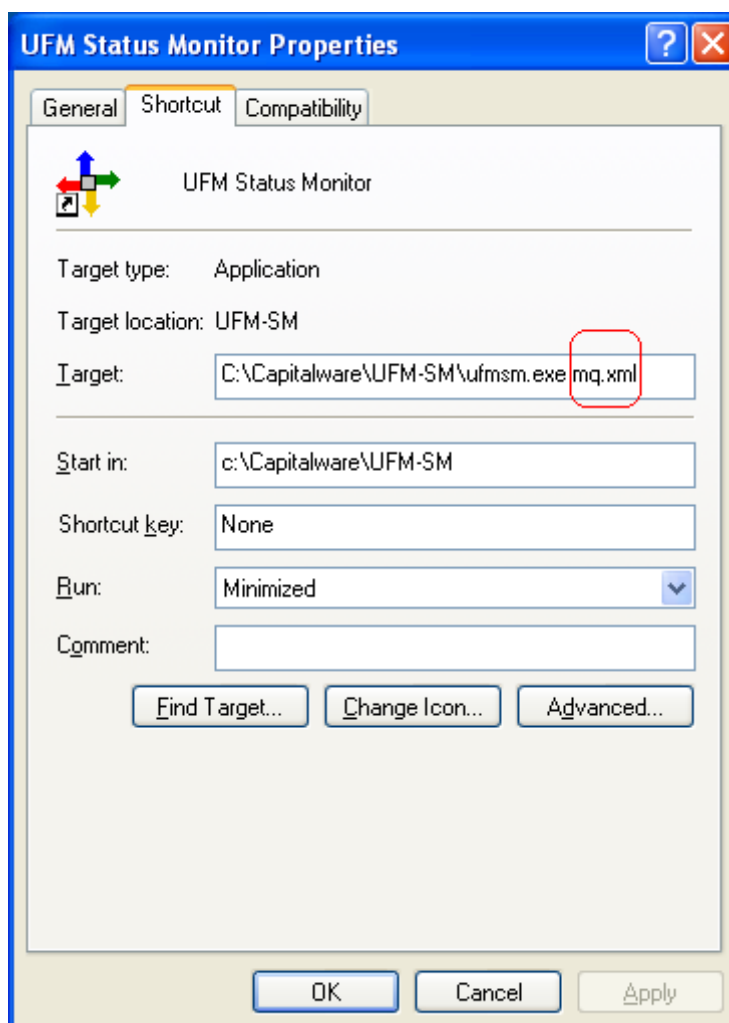 UFM Status Monitor Properties ?
General Shortcut Compatibility
UFM Status Monitor
Target type: Application
Target location: UFM-SM
Target: C:\Capitalware\UFM-SM\ufmsm.exe mq.xml
Start in: c:\Capitalware\UFM-SM
Shortcut key: None
Run: Minimized
Comment:
Find Target... Change Icon... Advanced...
OK Cancel Apply